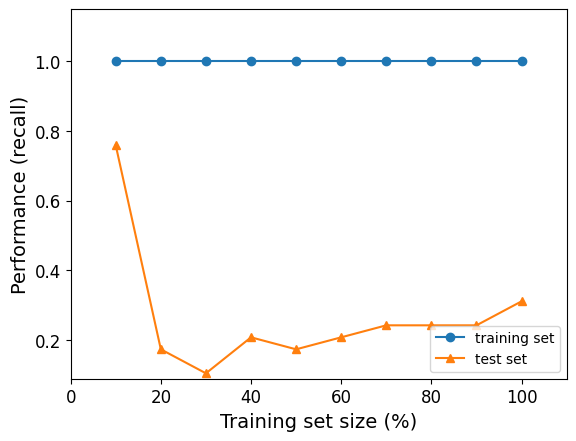 Performance (recall)
1.0
0.8
0.6
0.4
0.2
0
20
40
60
80
100
Training set size (%)
training set
test set